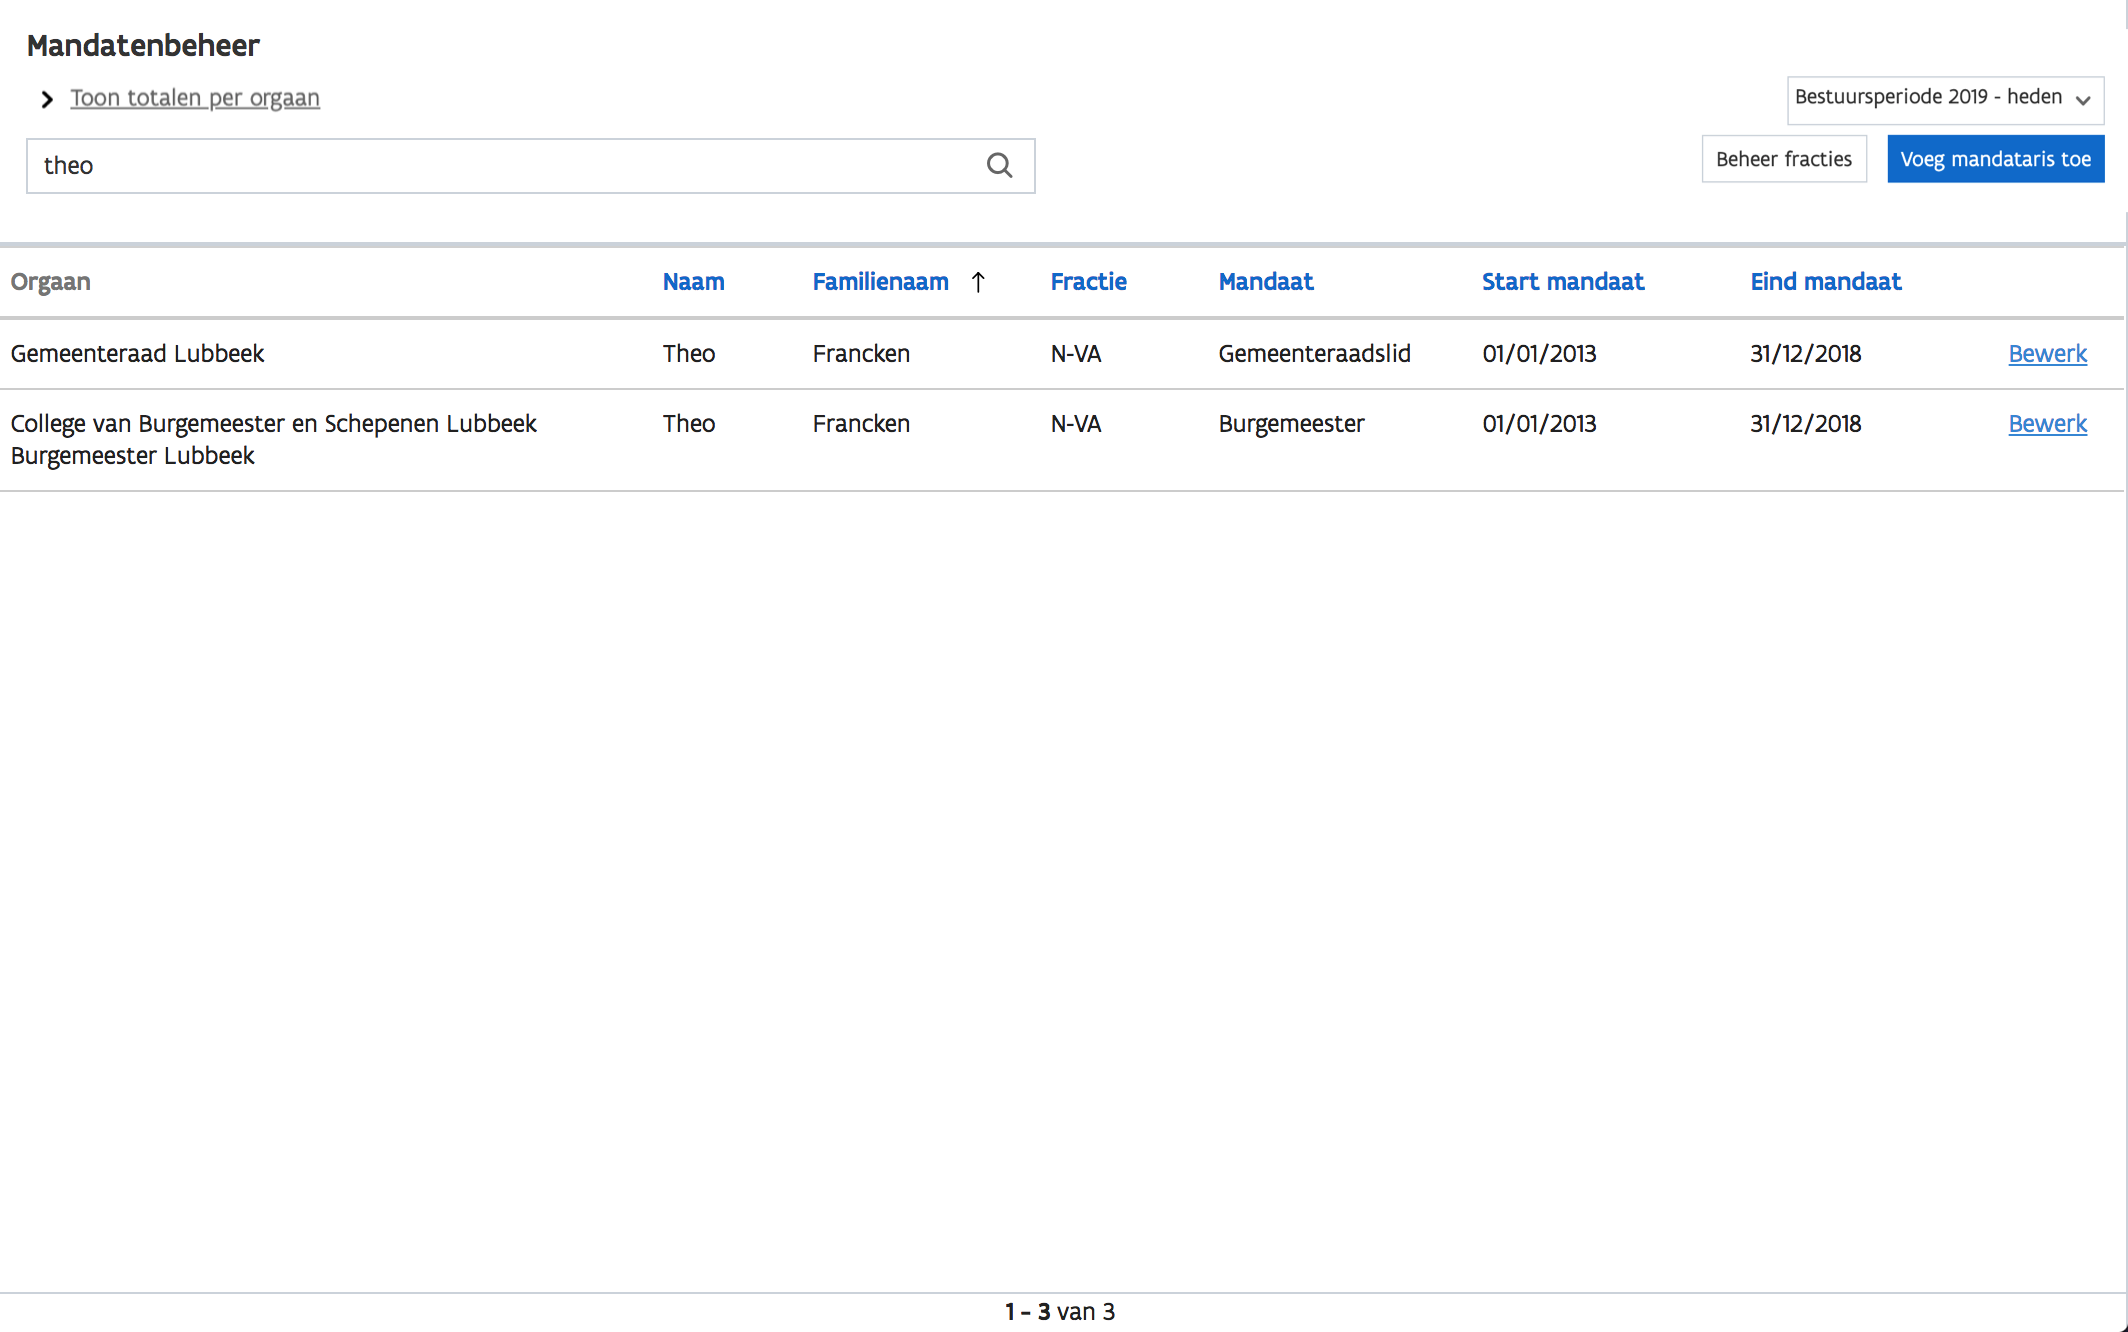 Mandatenbeheer
Toon totalen per orgaan
Bestuursperiode 2019 - heden
theo
Beheer fracties
Voeg mandataris toe
Orgaan Naam Familienaam ↑ Fractie Mandaat Start mandaat Eind mandaat
Gemeenteraad Lubbeek Theo Francken N-VA Gemeenteraadslid 01/01/2013 31/12/2018 Bewerk
College van Burgemeester en Schepenen Lubbeek Theo Francken N-VA Burgemeester 01/01/2013 31/12/2018 Bewerk
Burgemeester Lubbeek
1 - 3 van 3